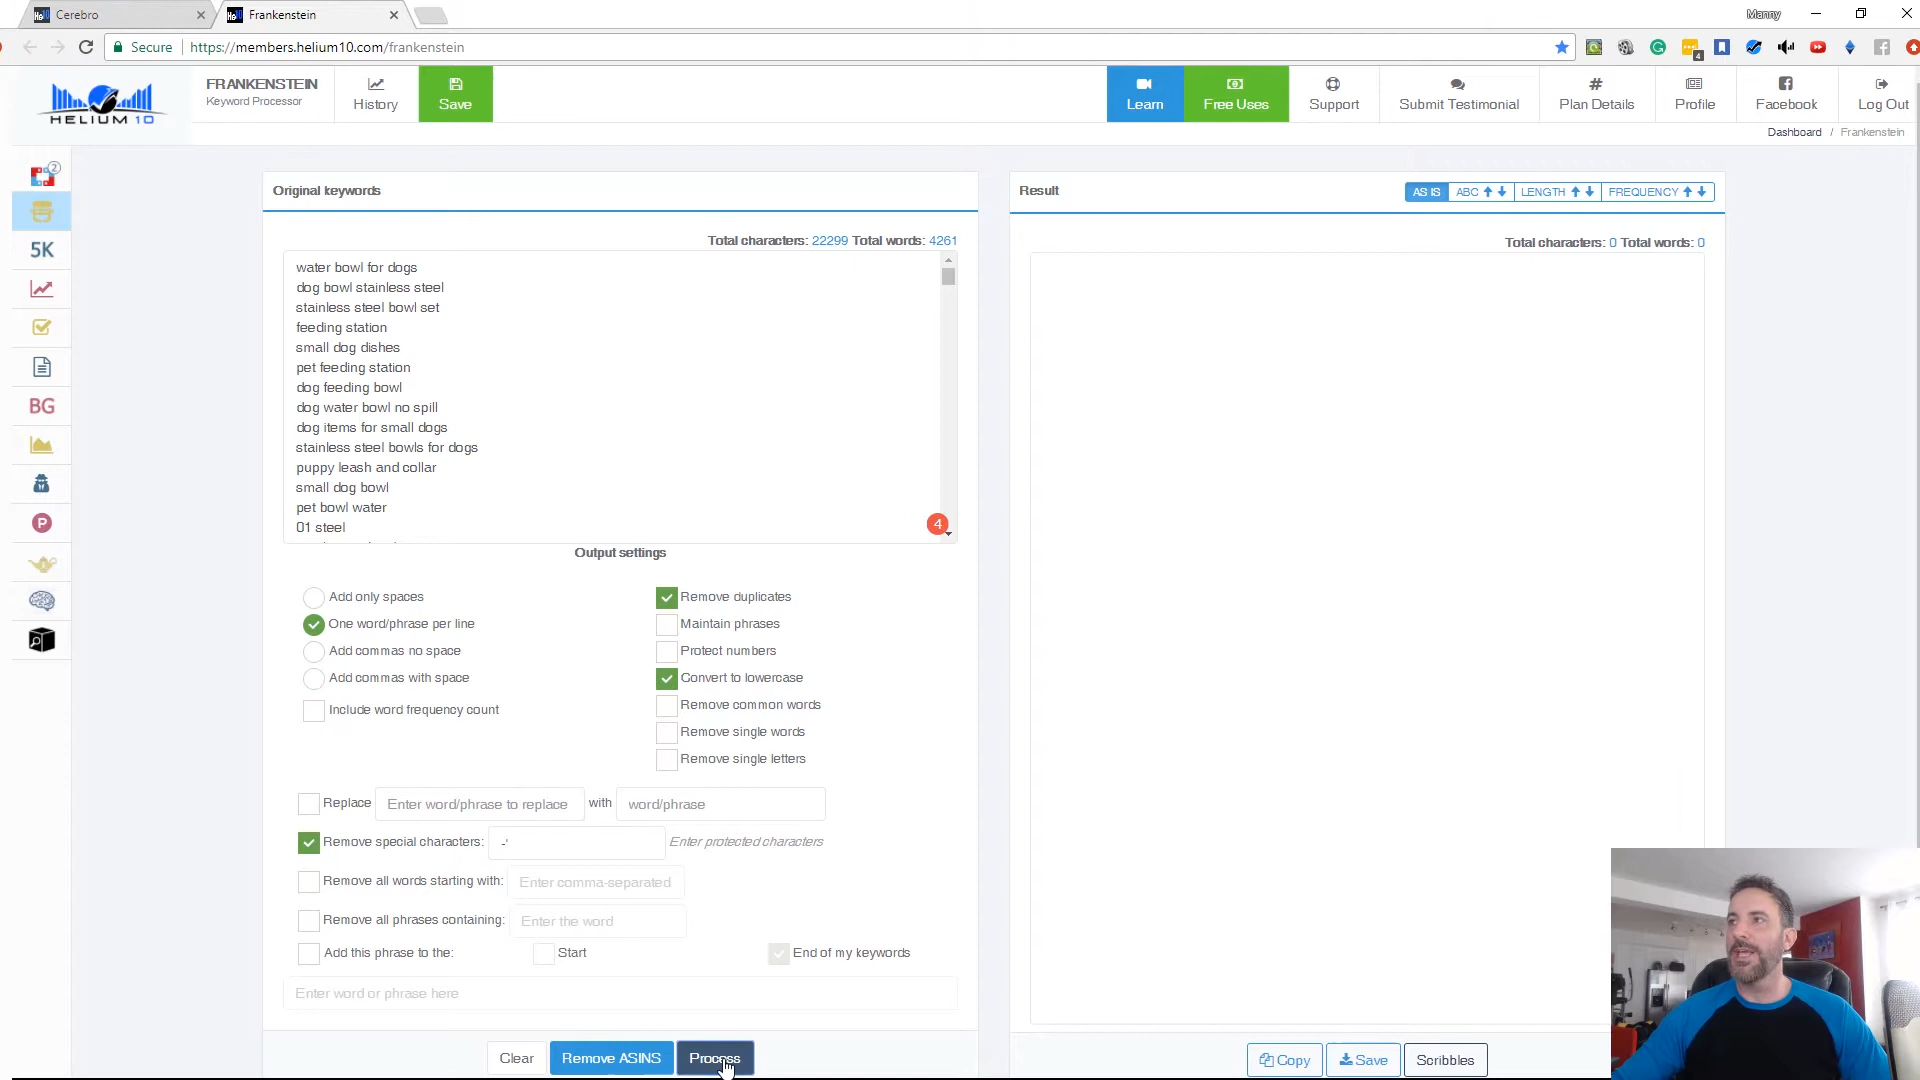 Cerebro
Frankenstein
Manny
Secure
https://members.helium10.com/frankenstein
4
HELIUM 10
FRANKENSTEIN
Keyword Processor
History
Save
Learn
Free Uses
Support
Submit Testimonial
Plan Details
Profile
Facebook
Log Out
Dashboard / Frankenstein
2
5K
BG
P
Original keywords
Total characters: 22299 Total words: 4261
water bowl for dogs
dog bowl stainless steel
stainless steel bowl set
feeding station
small dog dishes
pet feeding station
dog feeding bowl
dog water bowl no spill
dog items for small dogs
stainless steel bowls for dogs
puppy leash and collar
small dog bowl
pet bowl water
01 steel
4
Output settings
Add only spaces
One word/phrase per line
Add commas no space
Add commas with space
Include word frequency count
Remove duplicates
Maintain phrases
Protect numbers
Convert to lowercase
Remove common words
Remove single words
Remove single letters
Replace Enter word/phrase to replace with word/phrase
Remove special characters: -' Enter protected characters
Remove all words starting with: Enter comma-separated
Remove all phrases containing: Enter the word
Add this phrase to the: Start End of my keywords
Enter word or phrase here
Clear
Remove ASINS
Process
Result
AS IS
ABC
LENGTH
FREQUENCY
Total characters: 0 Total words: 0
Copy
Save
Scribbles